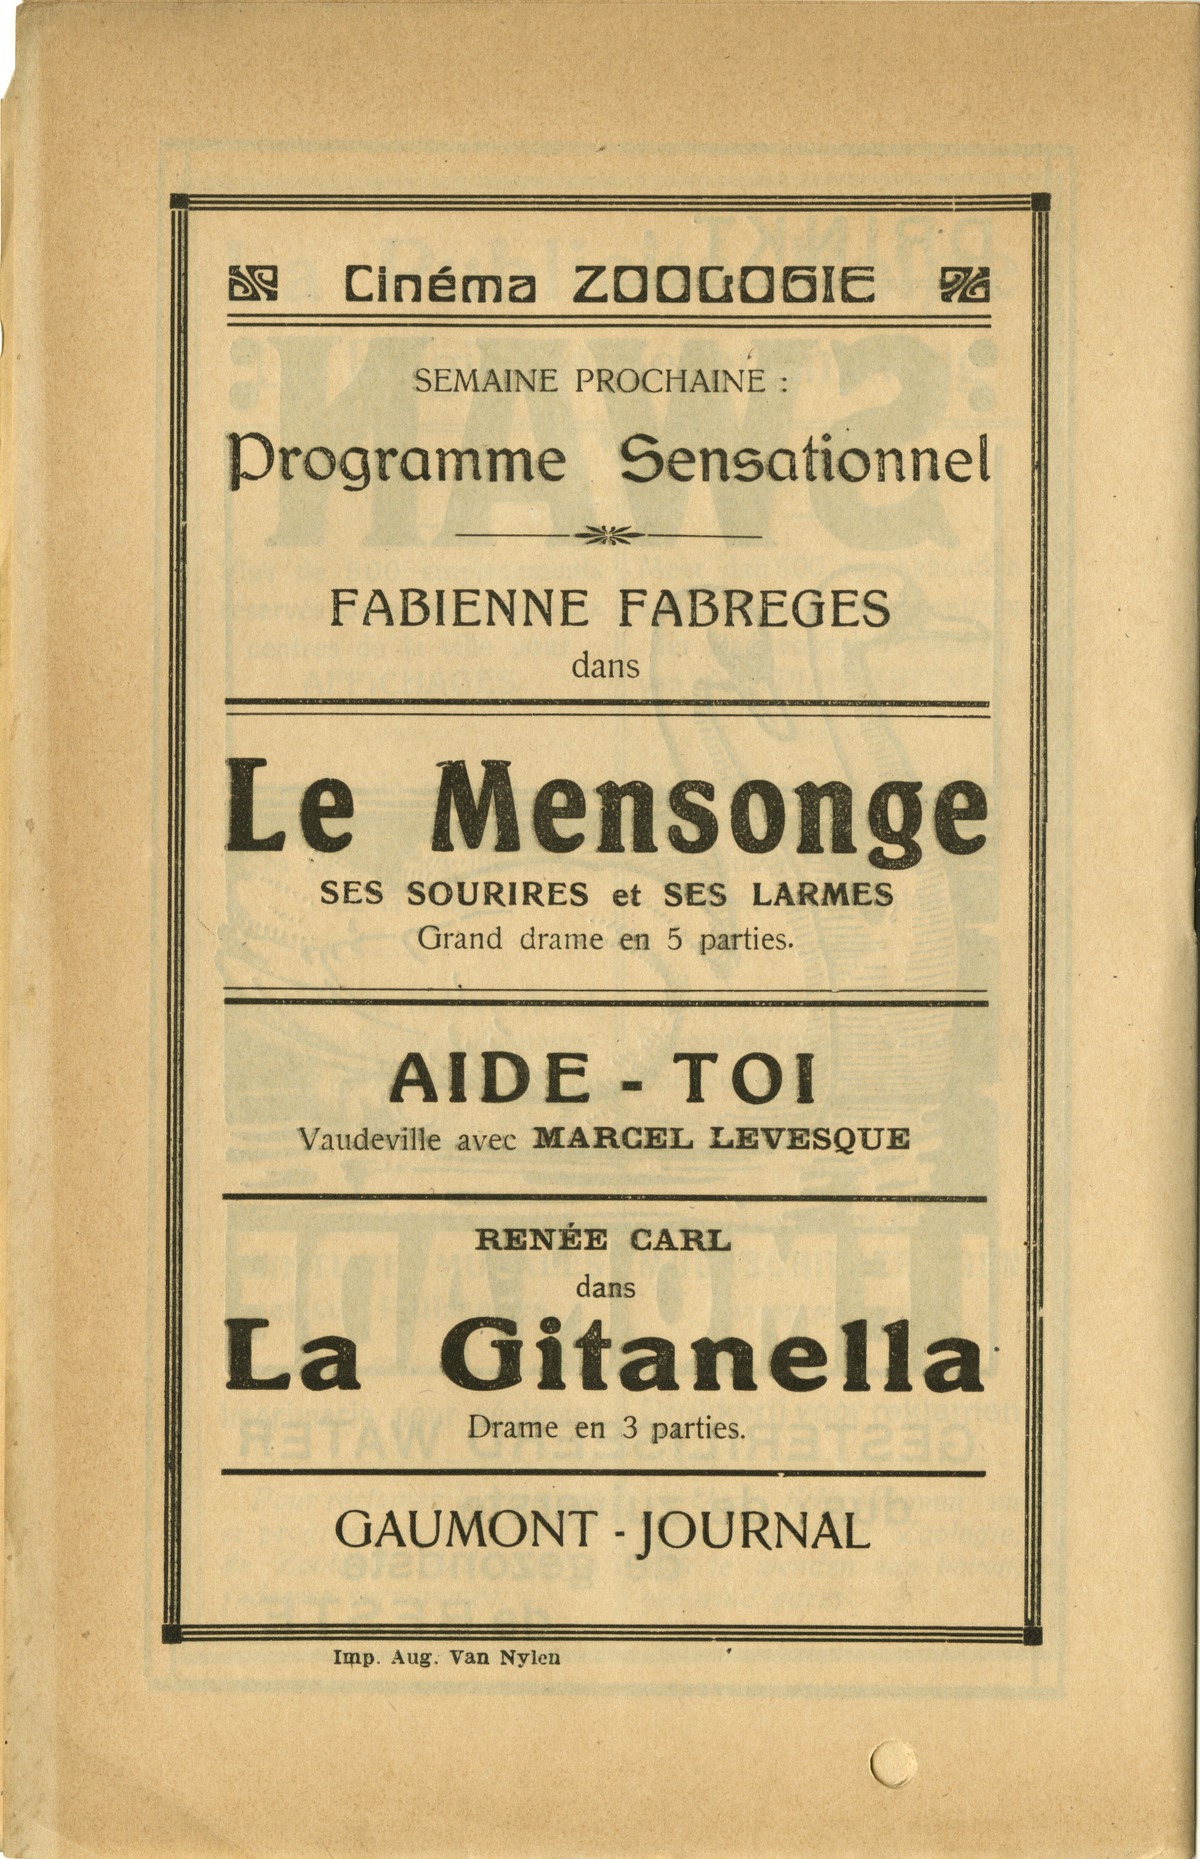 Cinéma ZOOLOGIE
SEMAINE PROCHAINE :
Programme Sensationnel
FABIENNE FABREGES
dans
Le Mensonge
SES SOURIRES et SES LARMES
Grand drame en 5 parties.
AIDE - TOI
Vaudeville avec MARCEL LEVESQUE
RENÉE CARL
dans
La Gitanella
Drame en 3 parties.
GAUMONT - JOURNAL
Imp. Aug. Van Nylen